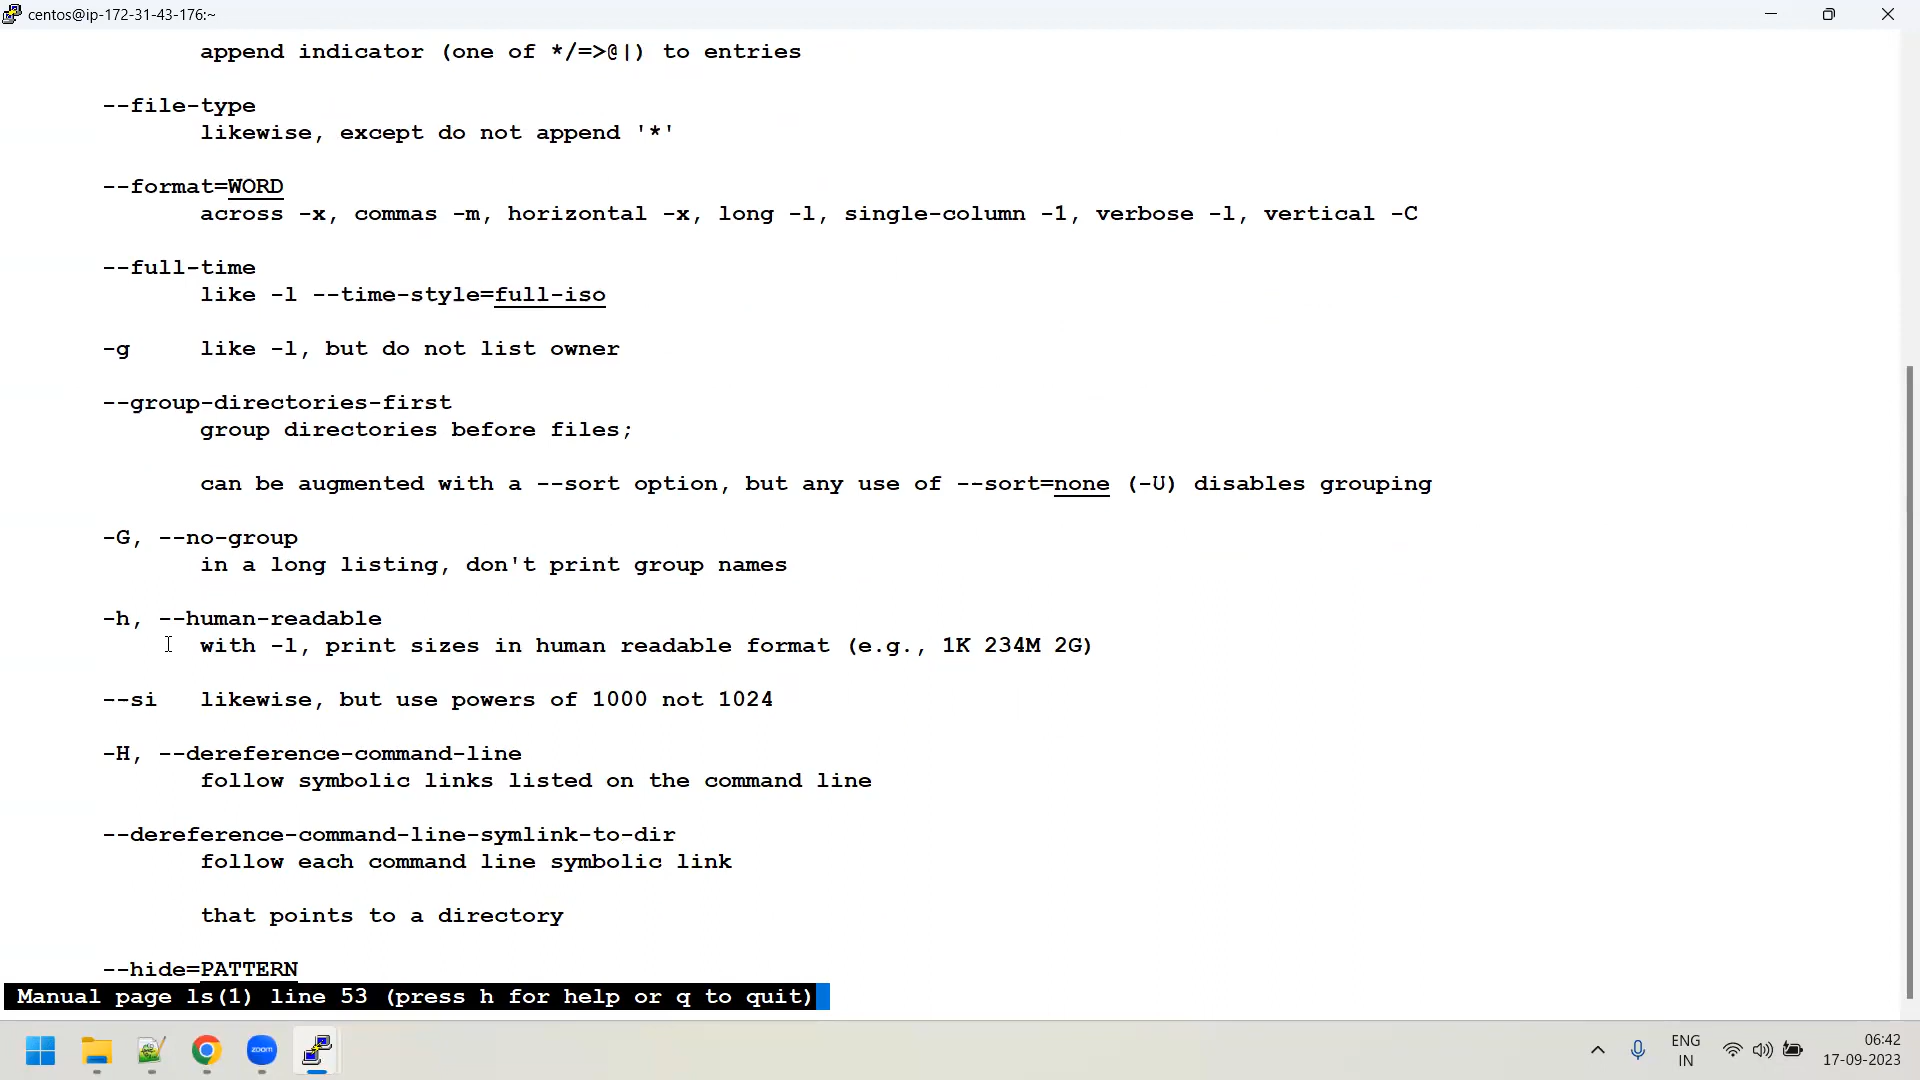 centos@ip-172-31-43-176:~
append indicator (one of */=>@|) to entries
--file-type
likewise, except do not append '*'
--format=WORD
across -x, commas -m, horizontal -x, long -l, single-column -1, verbose -l, vertical -C
--full-time
like -l --time-style=full-iso
-g like -l, but do not list owner
--group-directories-first
group directories before files;
can be augmented with a --sort option, but any use of --sort=none (-U) disables grouping
-G, --no-group
in a long listing, don't print group names
-h, --human-readable
with -l, print sizes in human readable format (e.g., 1K 234M 2G)
--si likewise, but use powers of 1000 not 1024
-H, --dereference-command-line
follow symbolic links listed on the command line
--dereference-command-line-symlink-to-dir
follow each command line symbolic link
that points to a directory
--hide=PATTERN
Manual page ls(1) line 53 (press h for help or q to quit)
zoom
ENG
IN
06:42
17-09-2023